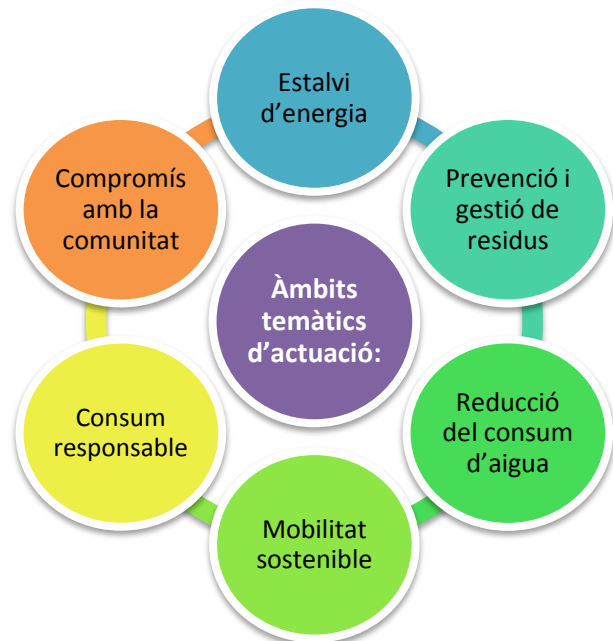 Estalvi
d’energia
Prevenció i
gestió de
residus
Reducció
del consum
d’aigua
Mobilitat
sostenible
Consum
responsable
Compromís
amb la
comunitat
Àmbits
temàtics
d’actuació: